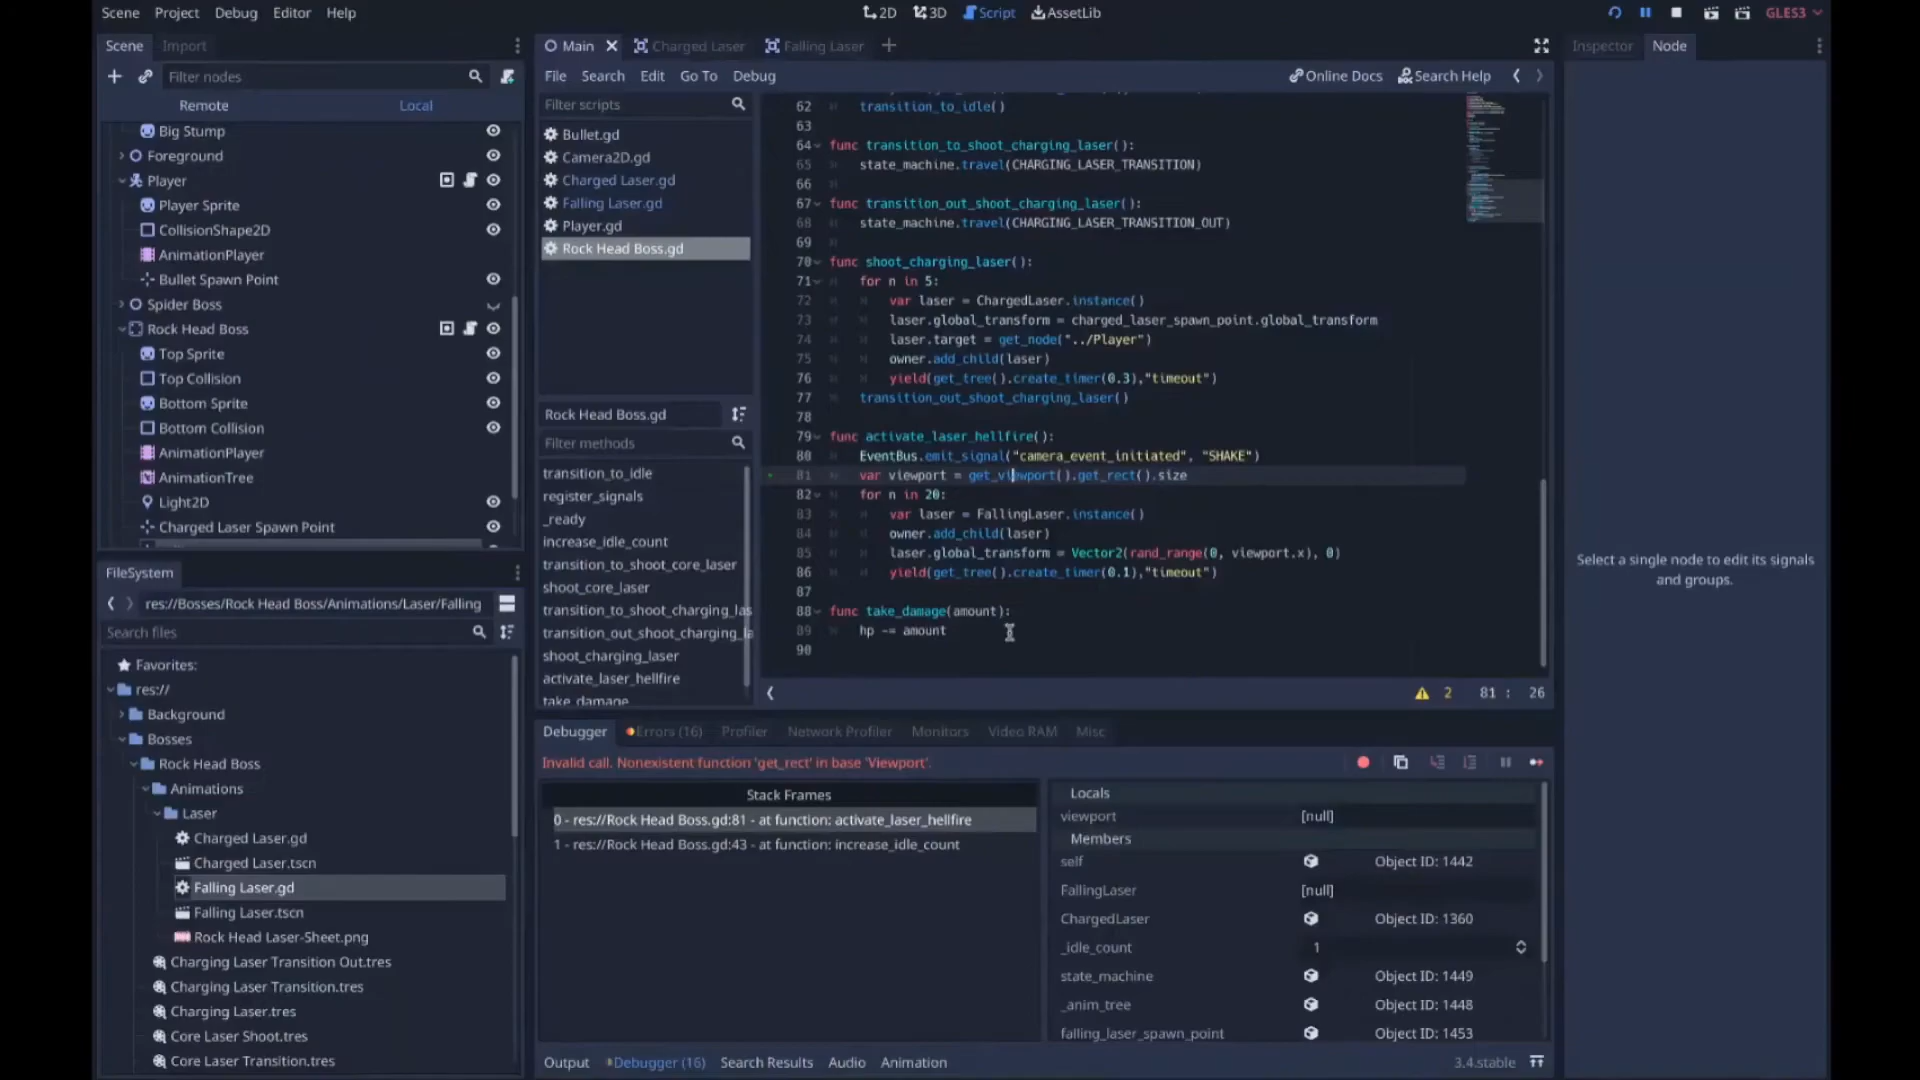 Scene Project Debug Editor Help
2D 3D Script AssetLib
GLES3
Scene Import
Filter nodes
Remote Local
Big Stump
Foreground
Player
Player Sprite
CollisionShape2D
AnimationPlayer
Bullet Spawn Point
Spider Boss
Rock Head Boss
Top Sprite
Top Collision
Bottom Sprite
Bottom Collision
AnimationPlayer
AnimationTree
Light2D
Charged Laser Spawn Point
FileSystem
res://Bosses/Rock Head Boss/Animations/Laser/Falling
Search files
Favorites:
res://
Background
Bosses
Rock Head Boss
Animations
Laser
Charged Laser.gd
Charged Laser.tscn
Falling Laser.gd
Falling Laser.tscn
Rock Head Laser-Sheet.png
Charging Laser Transition Out.tres
Charging Laser Transition.tres
Charging Laser.tres
Core Laser Shoot.tres
Core Laser Transition.tres
Main Charged Laser Falling Laser
File Search Edit Go To Debug
Online Docs Search Help
Filter scripts
Bullet.gd
Camera2D.gd
Charged Laser.gd
Falling Laser.gd
Player.gd
Rock Head Boss.gd
Rock Head Boss.gd
Filter methods
transition_to_idle
register_signals
_ready
increase_idle_count
transition_to_shoot_core_laser
shoot_core_laser
transition_to_shoot_charging_las
transition_out_shoot_charging_la
shoot_charging_laser
activate_laser_hellfire
take_damage
62 transition_to_idle()
63
64 func transition_to_shoot_charging_laser():
65 state_machine.travel(CHARGING_LASER_TRANSITION)
66
67 func transition_out_shoot_charging_laser():
68 state_machine.travel(CHARGING_LASER_TRANSITION_OUT)
69
70 func shoot_charging_laser():
71 for n in 5:
72 var laser = ChargedLaser.instance()
73 laser.global_transform = charged_laser_spawn_point.global_transform
74 laser.target = get_node("../Player")
75 owner.add_child(laser)
76 yield(get_tree().create_timer(0.3),"timeout")
77 transition_out_shoot_charging_laser()
78
79 func activate_laser_hellfire():
80 EventBus.emit_signal("camera_event_initiated", "SHAKE")
81 var viewport = get_viewport().get_rect().size
82 for n in 20:
83 var laser = FallingLaser.instance()
84 owner.add_child(laser)
85 laser.global_transform = Vector2(rand_range(0, viewport.x), 0)
86 yield(get_tree().create_timer(0.1),"timeout")
87
88 func take_damage(amount):
89 hp -= amount
90
2 81 : 26
Debugger Errors (16) Profiler Network Profiler Monitors Video RAM Misc
Invalid call. Nonexistent function 'get_rect' in base 'Viewport'.
Stack Frames
0 - res://Rock Head Boss.gd:81 - at function: activate_laser_hellfire
1 - res://Rock Head Boss.gd:43 - at function: increase_idle_count
Locals
viewport [null]
Members
self Object ID: 1442
FallingLaser [null]
ChargedLaser Object ID: 1360
_idle_count 1
state_machine Object ID: 1449
_anim_tree Object ID: 1448
falling_laser_spawn_point Object ID: 1453
Output Debugger (16) Search Results Audio Animation
3.4.stable
Inspector Node
Select a single node to edit its signals
and groups.